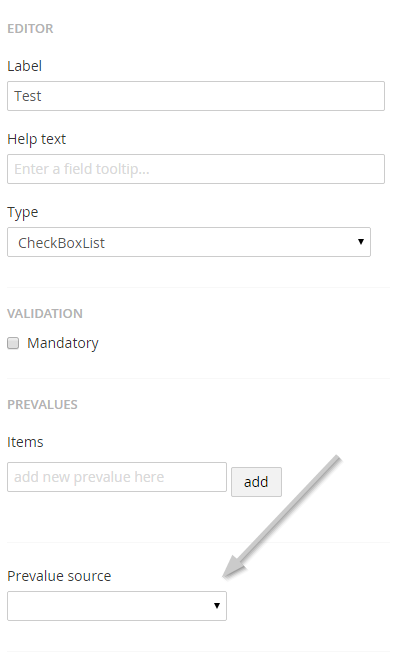 EDITOR
Label
Test
Help text
Enter a field tooltip...
Type
CheckBoxList
VALIDATION
Mandatory
PREVALUES
Items
add new prevalue here
add
Prevalue source